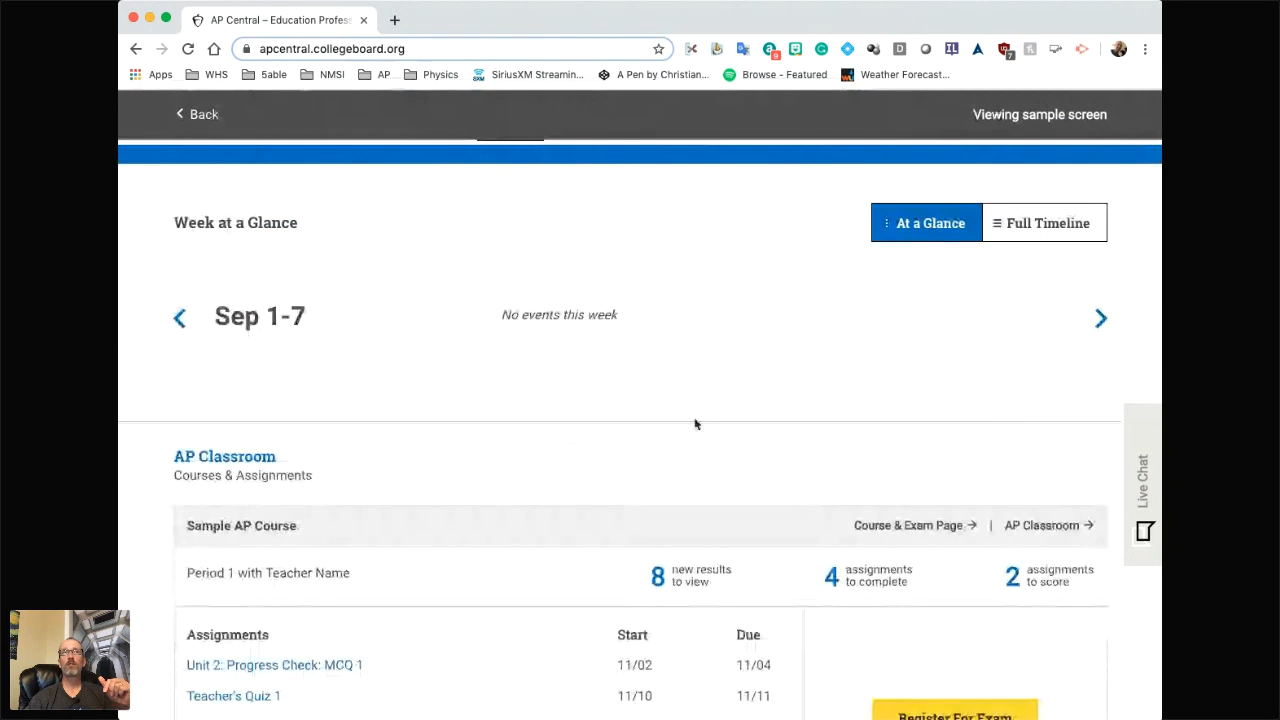 AP Central – Education Profess
apcentral.collegeboard.org
9
7
Apps WHS 5able NMSI AP Physics SiriusXM Streamin... A Pen by Christian... Browse - Featured Weather Forecast...
Back
Viewing sample screen
Week at a Glance
At a Glance
Full Timeline
Sep 1-7
No events this week
AP Classroom
Courses & Assignments
Live Chat
Sample AP Course
Course & Exam Page → | AP Classroom →
Period 1 with Teacher Name
8 new results to view
4 assignments to complete
2 assignments to score
Assignments Start Due
Unit 2: Progress Check: MCQ 1 11/02 11/04
Teacher's Quiz 1 11/10 11/11
Register For Exam